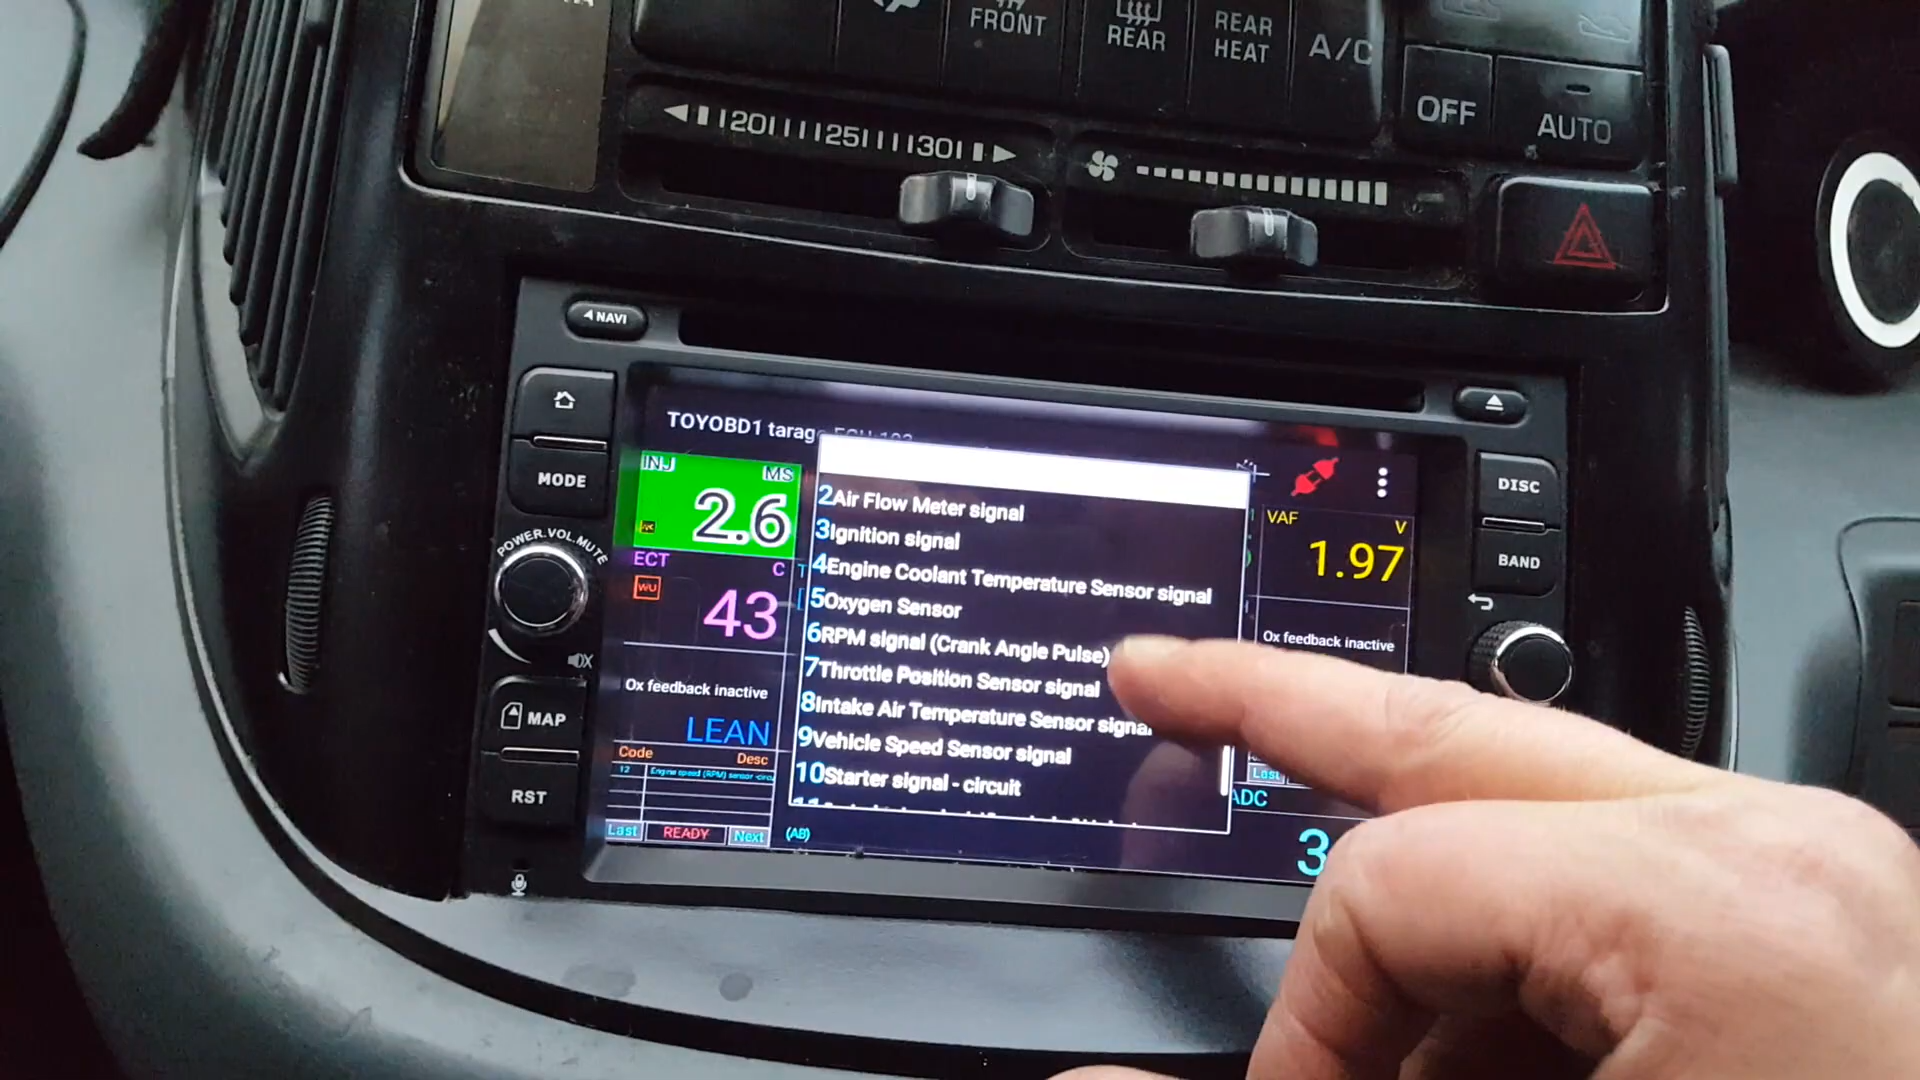 FRONT
REAR
REAR
HEAT
A/C
OFF
AUTO
20 25 30
NAVI
MODE
POWER.VOL.MUTE
MAP
RST
DISC
BAND
TOYOBD1 tarag
INJ MS
2.6
ECT C
WU
43
Ox feedback inactive
LEAN
Code Desc
12 Engine speed (RPM) sensor -circu
Last READY Next
(AB)
2Air Flow Meter signal
3Ignition signal
4Engine Coolant Temperature Sensor signal
5Oxygen Sensor
6RPM signal (Crank Angle Pulse)
7Throttle Position Sensor signal
8Intake Air Temperature Sensor signal
9Vehicle Speed Sensor signal
10Starter signal - circuit
VAF V
1.97
Ox feedback inactive
Last
ADC
3